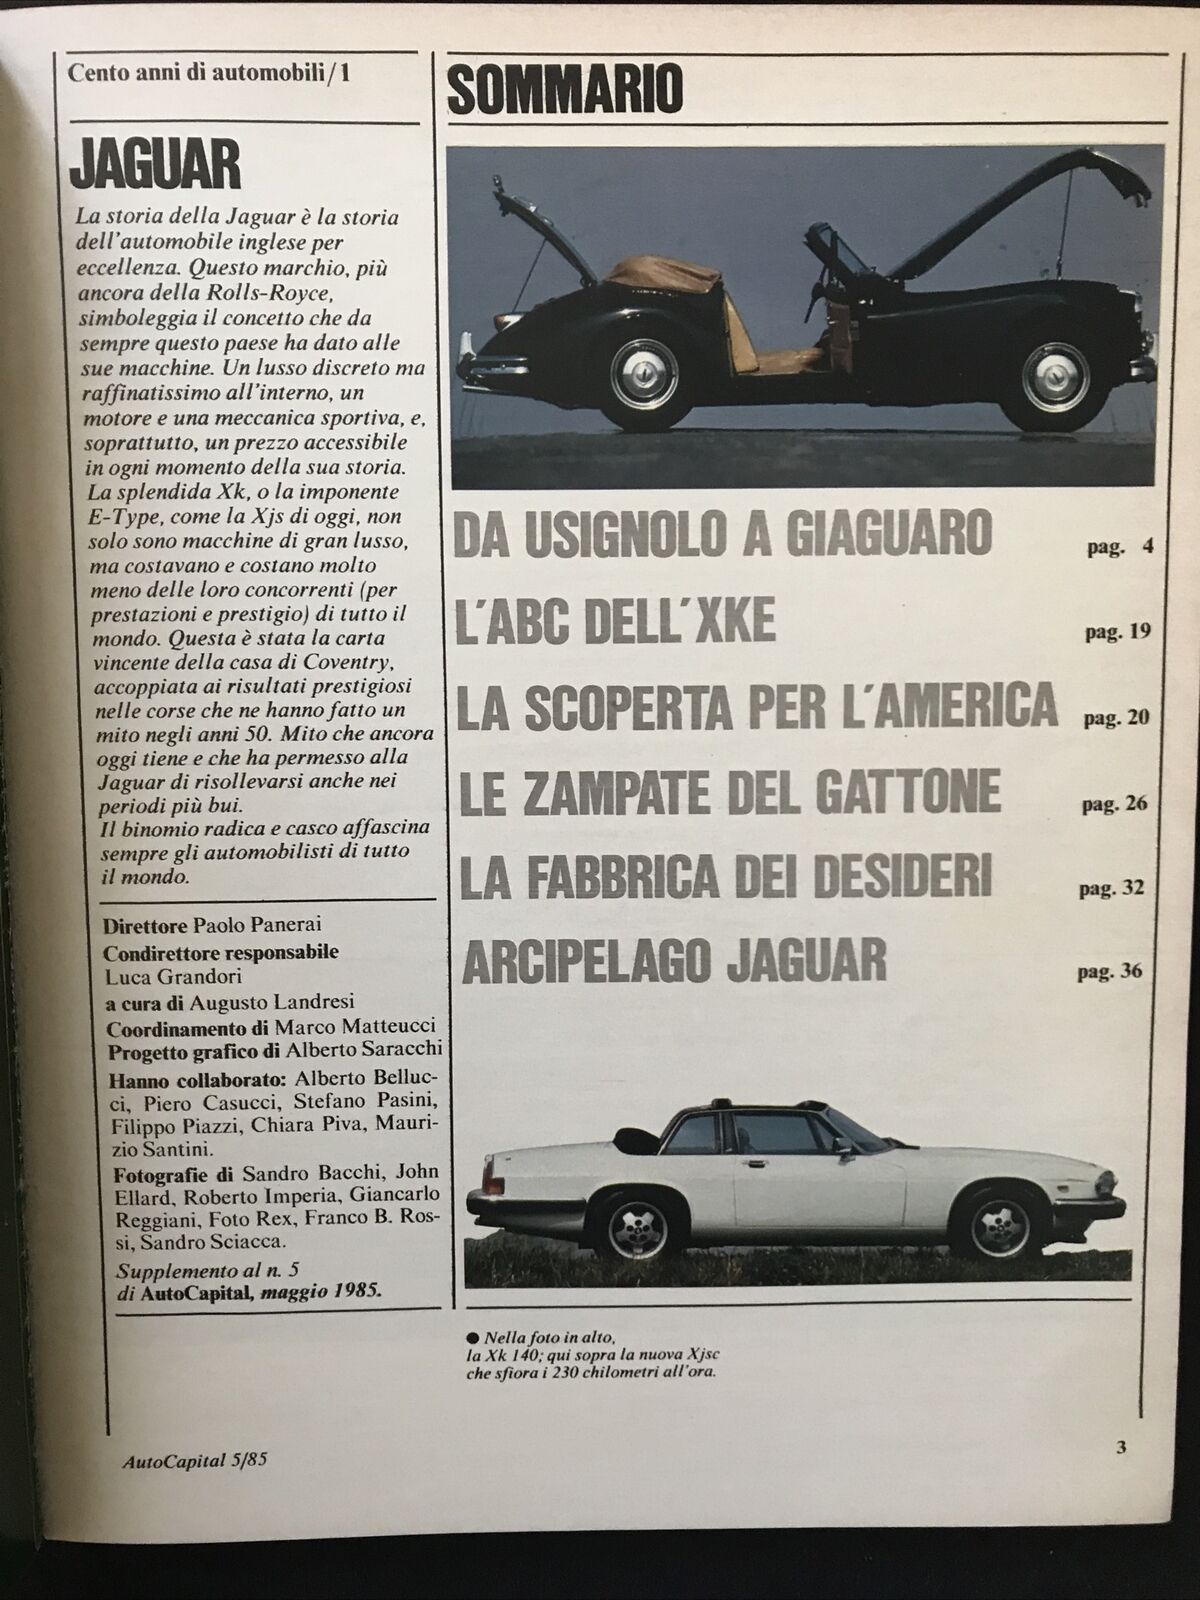 Cento anni di automobili/1
JAGUAR
La storia della Jaguar è la storia
dell'automobile inglese per
eccellenza. Questo marchio, più
ancora della Rolls-Royce,
simboleggia il concetto che da
sempre questo paese ha dato alle
sue macchine. Un lusso discreto ma
raffinatissimo all'interno, un
motore e una meccanica sportiva, e,
soprattutto, un prezzo accessibile
in ogni momento della sua storia.
La splendida Xk, o la imponente
E-Type, come la Xjs di oggi, non
solo sono macchine di gran lusso,
ma costavano e costano molto
meno delle loro concorrenti (per
prestazioni e prestigio) di tutto il
mondo. Questa è stata la carta
vincente della casa di Coventry,
accoppiata ai risultati prestigiosi
nelle corse che ne hanno fatto un
mito negli anni 50. Mito che ancora
oggi tiene e che ha permesso alla
Jaguar di risollevarsi anche nei
periodi più bui.
Il binomio radica e casco affascina
sempre gli automobilisti di tutto
il mondo.
Direttore Paolo Panerai
Condirettore responsabile
Luca Grandori
a cura di Augusto Landresi
Coordinamento di Marco Matteucci
Progetto grafico di Alberto Saracchi
Hanno collaborato: Alberto Belluc-
ci, Piero Casucci, Stefano Pasini,
Filippo Piazzi, Chiara Piva, Mauri-
zio Santini.
Fotografie di Sandro Bacchi, John
Ellard, Roberto Imperia, Giancarlo
Reggiani, Foto Rex, Franco B. Ros-
si, Sandro Sciacca.
Supplemento al n. 5
di AutoCapital, maggio 1985.
SOMMARIO
DA USIGNOLO A GIAGUARO pag. 4
L'ABC DELL'XKE pag. 19
LA SCOPERTA PER L'AMERICA pag. 20
LE ZAMPATE DEL GATTONE pag. 26
LA FABBRICA DEI DESIDERI pag. 32
ARCIPELAGO JAGUAR pag. 36
● Nella foto in alto,
la Xk 140; qui sopra la nuova Xjsc
che sfiora i 230 chilometri all'ora.
AutoCapital 5/85
3